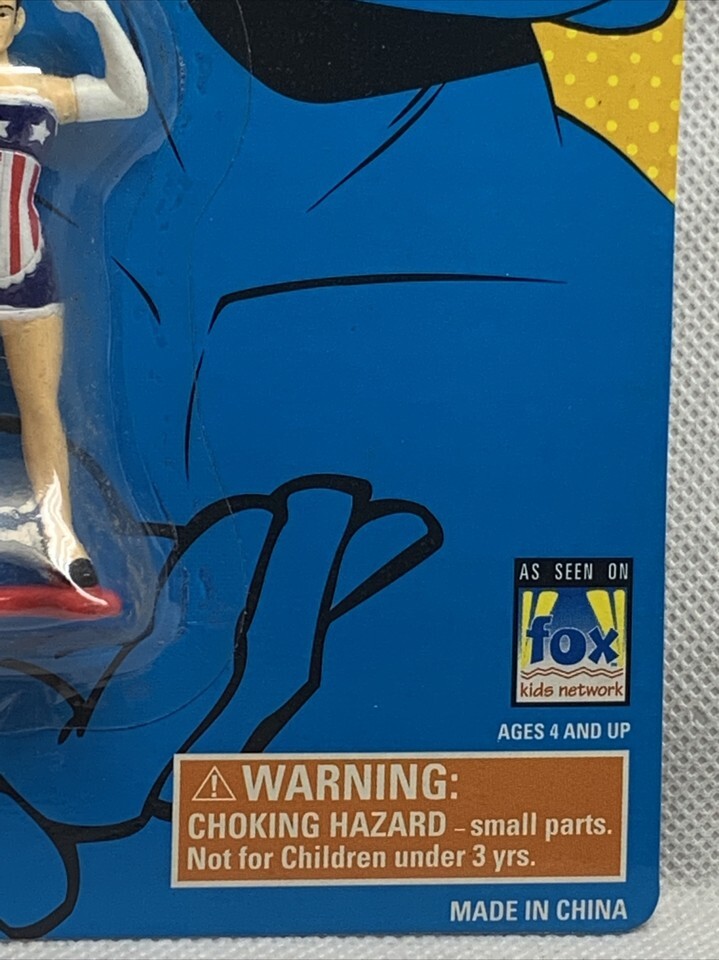 AS SEEN ON
fox
kids network
AGES 4 AND UP
WARNING:
CHOKING HAZARD – small parts.
Not for Children under 3 yrs.
MADE IN CHINA